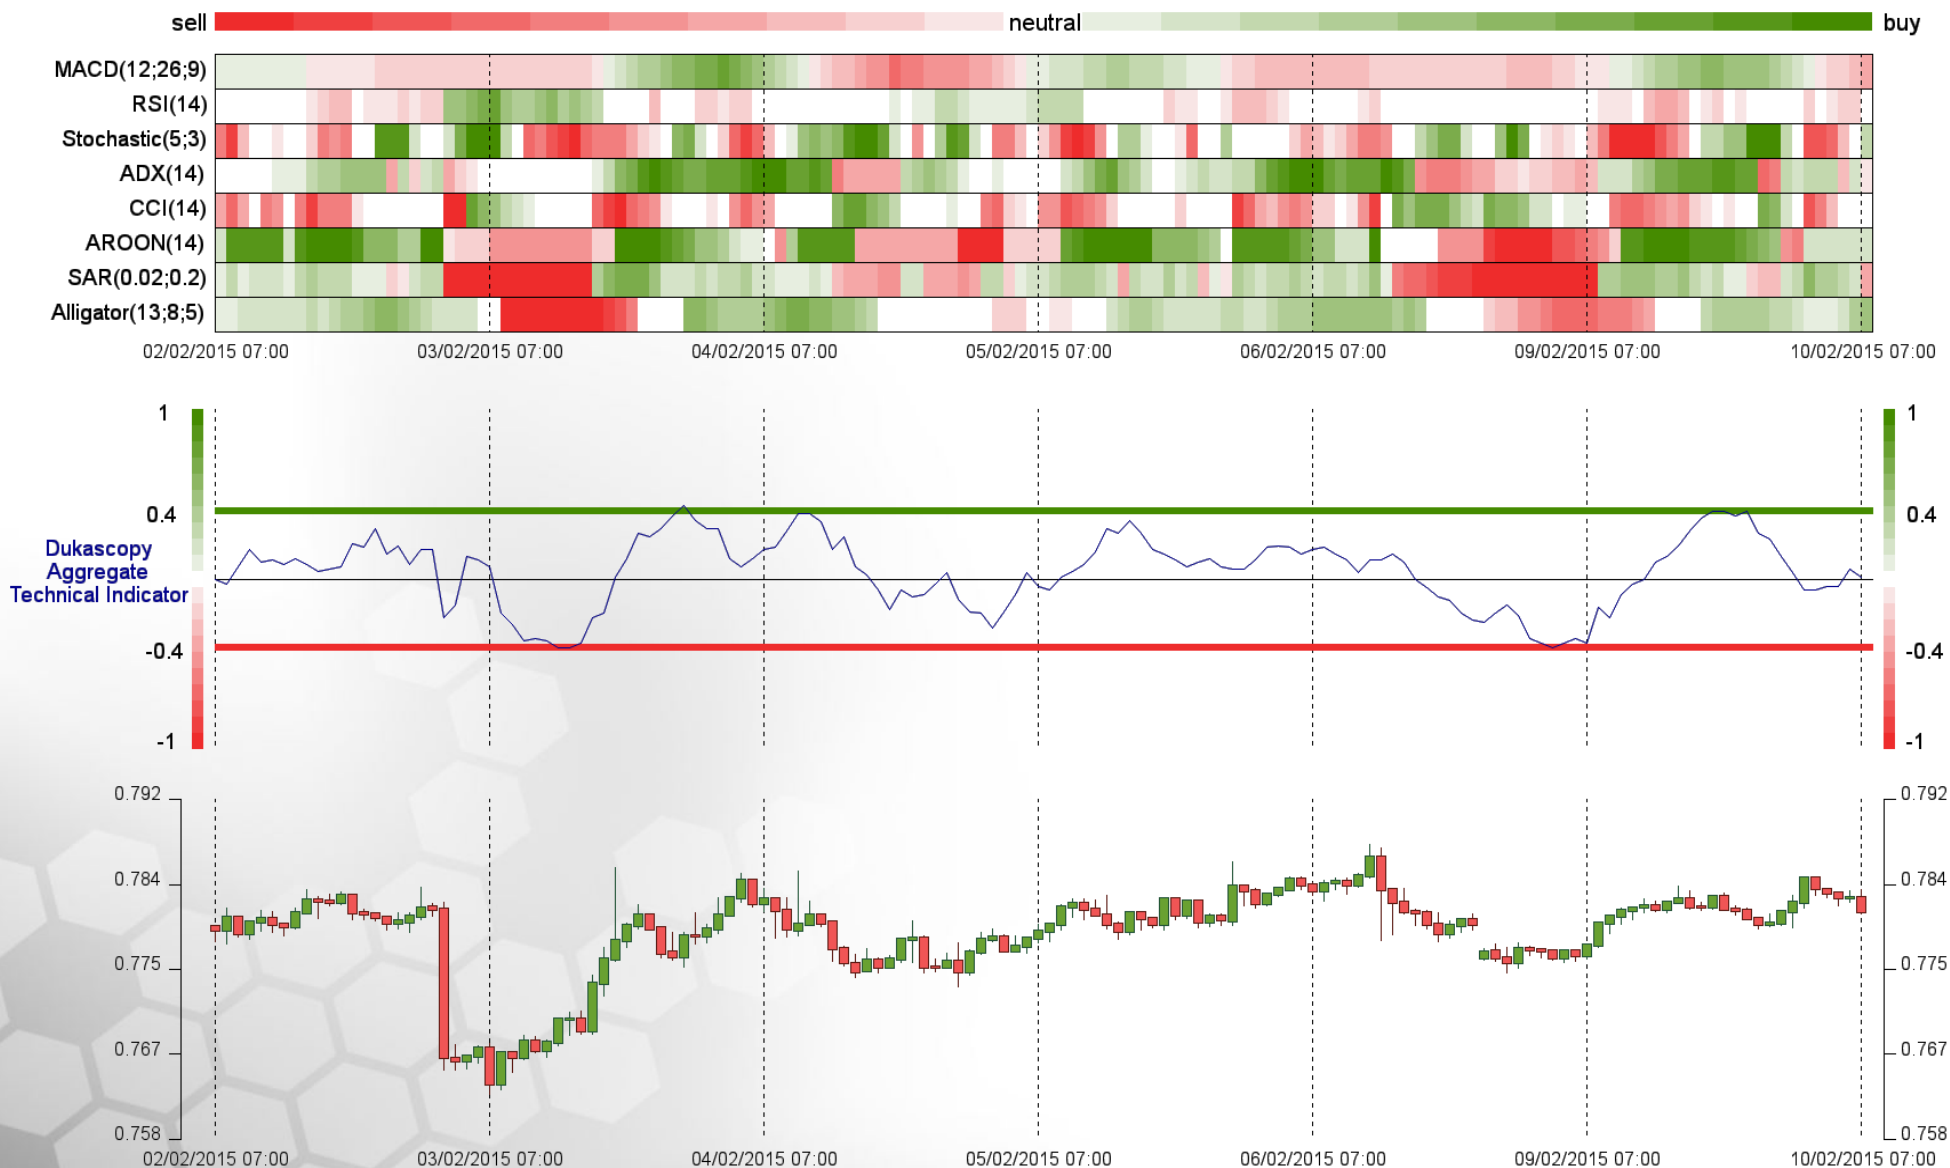 sell neutral buy
MACD(12;26;9)
RSI(14)
Stochastic(5;3)
ADX(14)
CCI(14)
AROON(14)
SAR(0.02;0.2)
Alligator(13;8;5)
02/02/2015 07:00 03/02/2015 07:00 04/02/2015 07:00 05/02/2015 07:00 06/02/2015 07:00 09/02/2015 07:00 10/02/2015 07:00
1 1
0.4 0.4
Dukascopy
Aggregate
Technical Indicator
-0.4 -0.4
-1 -1
0.792 0.792
0.784 0.784
0.775 0.775
0.767 0.767
0.758 0.758
02/02/2015 07:00 03/02/2015 07:00 04/02/2015 07:00 05/02/2015 07:00 06/02/2015 07:00 09/02/2015 07:00 10/02/2015 07:00